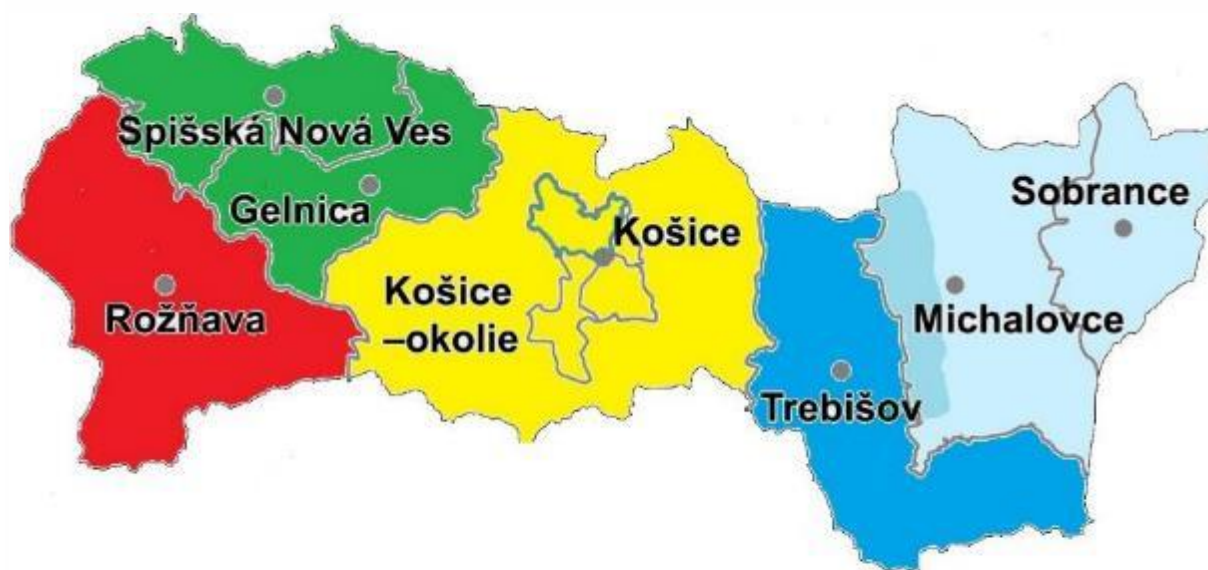 Spišská Nová Ves
Gelnica
Rožňava
Košice
Košice
–okolie
Sobrance
Michalovce
Trebišov